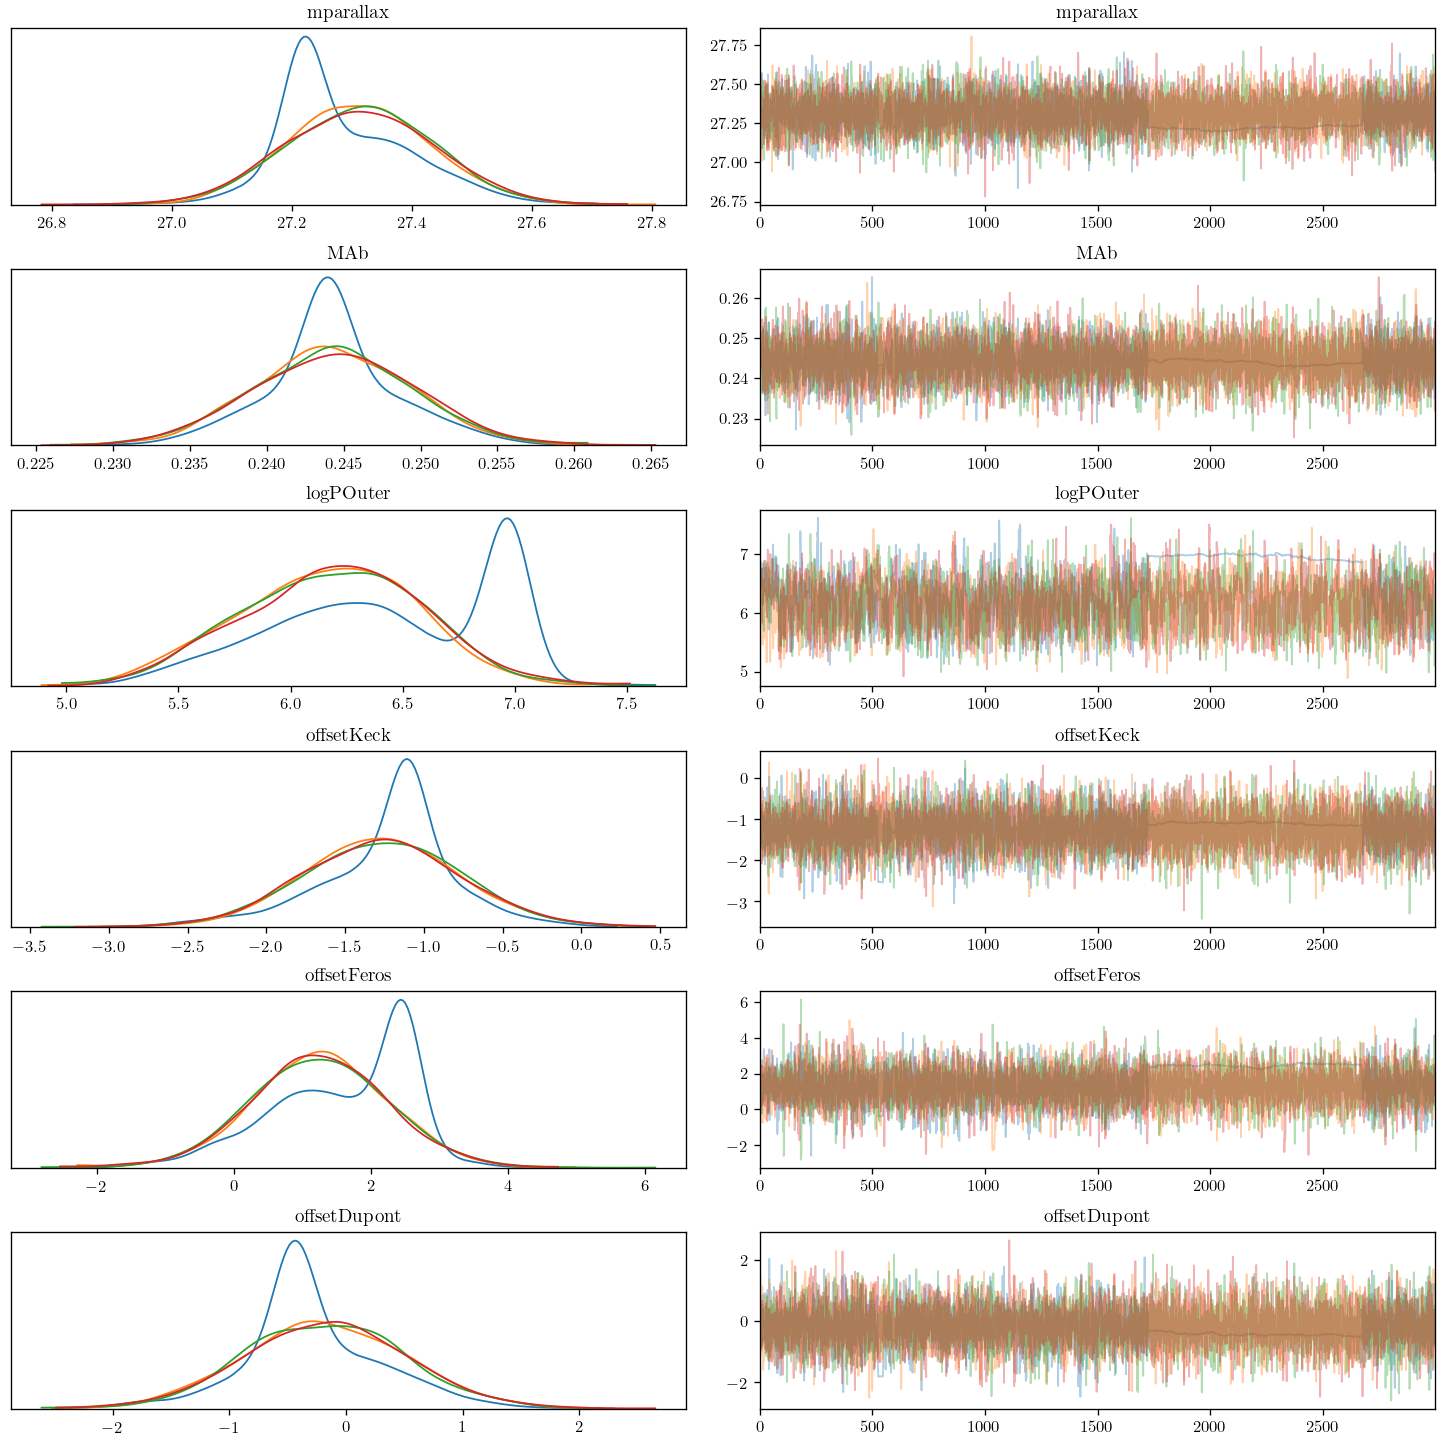 mparallax mparallax
27.75
27.50
27.25
27.00
26.75
26.8 27.0 27.2 27.4 27.6 27.8 0 500 1000 1500 2000 2500
MAb MAb
0.26
0.25
0.24
0.23
0.225 0.230 0.235 0.240 0.245 0.250 0.255 0.260 0.265 0 500 1000 1500 2000 2500
logPOuter logPOuter
7
6
5
5.0 5.5 6.0 6.5 7.0 7.5 0 500 1000 1500 2000 2500
offsetKeck offsetKeck
0
−1
−2
−3
−3.5 −3.0 −2.5 −2.0 −1.5 −1.0 −0.5 0.0 0.5 0 500 1000 1500 2000 2500
offsetFeros offsetFeros
6
4
2
0
−2
−2 0 2 4 6 0 500 1000 1500 2000 2500
offsetDupont offsetDupont
2
0
−2
−2 −1 0 1 2 0 500 1000 1500 2000 2500